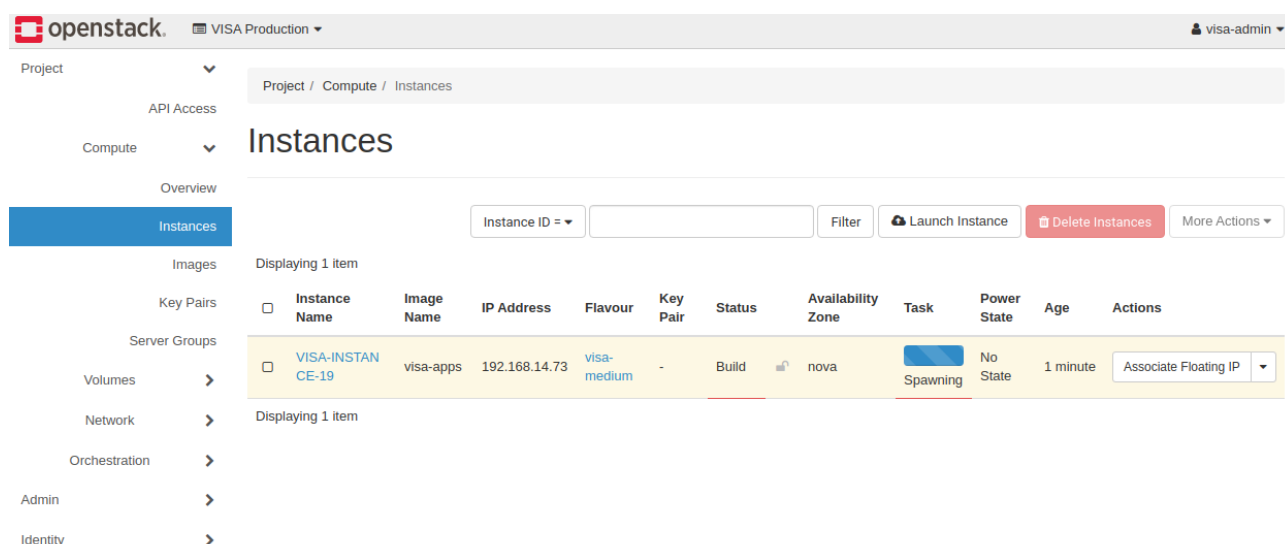 openstack. VISA Production visa-admin
Project
Project / Compute / Instances
API Access
Instances
Compute
Overview
Instance ID = Filter Launch Instance Delete Instances More Actions
Instances
Images
Displaying 1 item
Key Pairs
Instance Name Image Name IP Address Flavour Key Pair Status Availability Zone Task Power State Age Actions
Server Groups
VISA-INSTAN
CE-19 visa-apps 192.168.14.73 visa-medium - Build nova Spawning No State 1 minute Associate Floating IP
Volumes
Displaying 1 item
Network
Orchestration
Admin
Identity